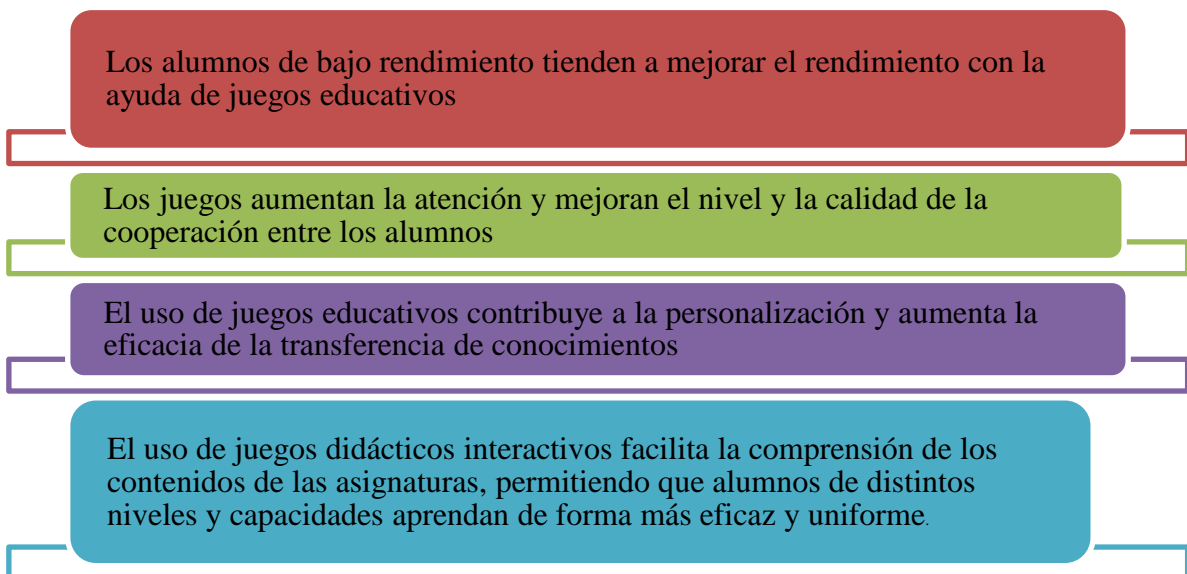 Los alumnos de bajo rendimiento tienden a mejorar el rendimiento con la
ayuda de juegos educativos
Los juegos aumentan la atención y mejoran el nivel y la calidad de la
cooperación entre los alumnos
El uso de juegos educativos contribuye a la personalización y aumenta la
eficacia de la transferencia de conocimientos
El uso de juegos didácticos interactivos facilita la comprensión de los
contenidos de las asignaturas, permitiendo que alumnos de distintos
niveles y capacidades aprendan de forma más eficaz y uniforme.